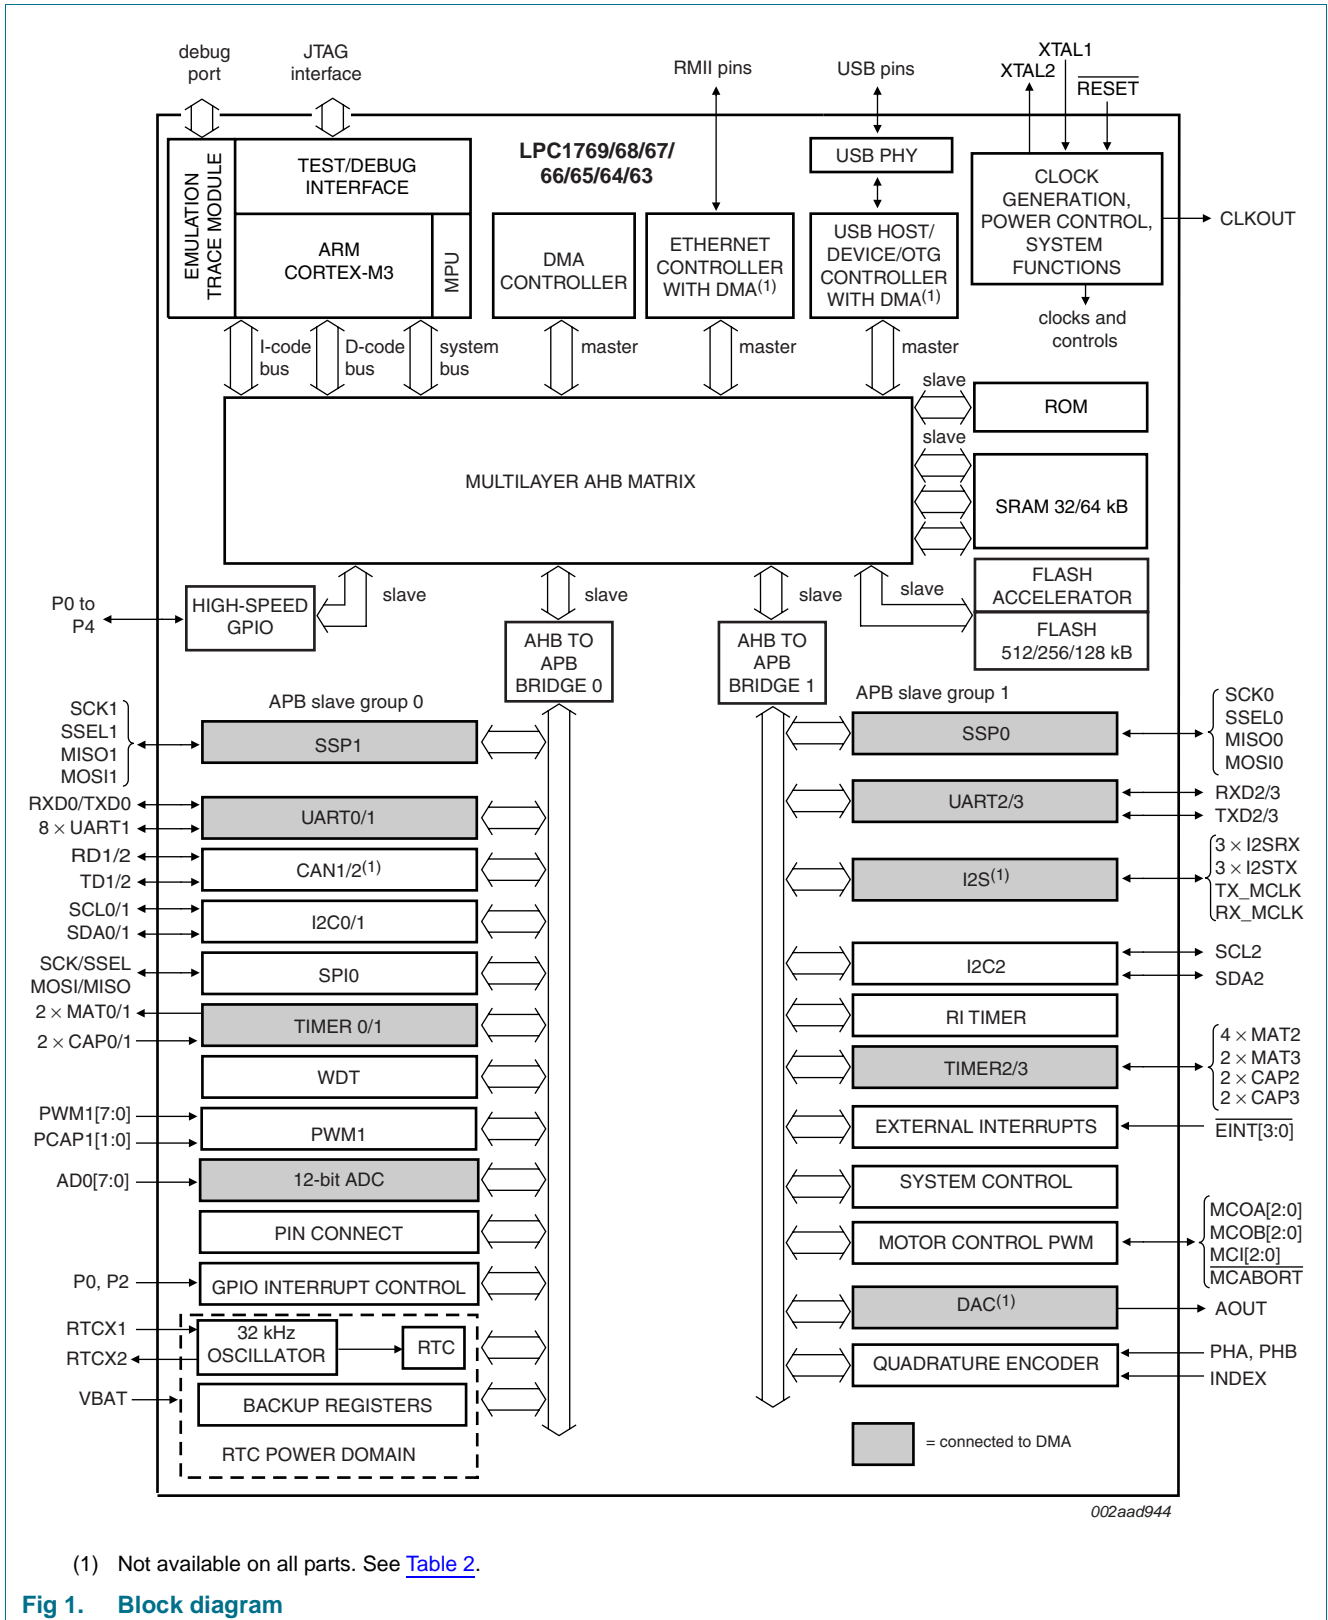 debug
port
JTAG
interface
RMII pins
USB pins
XTAL1
XTAL2
RESET
EMULATION
TRACE MODULE
TEST/DEBUG
INTERFACE
ARM
CORTEX-M3
MPU
LPC1769/68/67/
66/65/64/63
DMA
CONTROLLER
ETHERNET
CONTROLLER
WITH DMA(1)
USB PHY
USB HOST/
DEVICE/OTG
CONTROLLER
WITH DMA(1)
CLOCK
GENERATION,
POWER CONTROL,
SYSTEM
FUNCTIONS
CLKOUT
clocks and
controls
I-code
bus
D-code
bus
system
bus
master
master
master
slave
ROM
slave
SRAM 32/64 kB
MULTILAYER AHB MATRIX
P0 to
P4
HIGH-SPEED
GPIO
slave
slave
slave
slave
FLASH
ACCELERATOR
FLASH
512/256/128 kB
AHB TO
APB
BRIDGE 0
AHB TO
APB
BRIDGE 1
APB slave group 0
SCK1
SSEL1
MISO1
MOSI1
SSP1
RXD0/TXD0
8 × UART1
UART0/1
RD1/2
TD1/2
CAN1/2(1)
SCL0/1
SDA0/1
I2C0/1
SCK/SSEL
MOSI/MISO
SPI0
2 × MAT0/1
2 × CAP0/1
TIMER 0/1
WDT
PWM1[7:0]
PCAP1[1:0]
PWM1
AD0[7:0]
12-bit ADC
PIN CONNECT
P0, P2
GPIO INTERRUPT CONTROL
RTCX1
RTCX2
32 kHz
OSCILLATOR
RTC
VBAT
BACKUP REGISTERS
RTC POWER DOMAIN
APB slave group 1
SSP0
SCK0
SSEL0
MISO0
MOSI0
UART2/3
RXD2/3
TXD2/3
I2S(1)
3 × I2SRX
3 × I2STX
TX_MCLK
RX_MCLK
I2C2
SCL2
SDA2
RI TIMER
TIMER2/3
4 × MAT2
2 × MAT3
2 × CAP2
2 × CAP3
EXTERNAL INTERRUPTS
EINT[3:0]
SYSTEM CONTROL
MOTOR CONTROL PWM
MCOA[2:0]
MCOB[2:0]
MCI[2:0]
MCABORT
DAC(1)
AOUT
QUADRATURE ENCODER
PHA, PHB
INDEX
= connected to DMA
002aad944
(1) Not available on all parts. See Table 2.
Fig 1. Block diagram